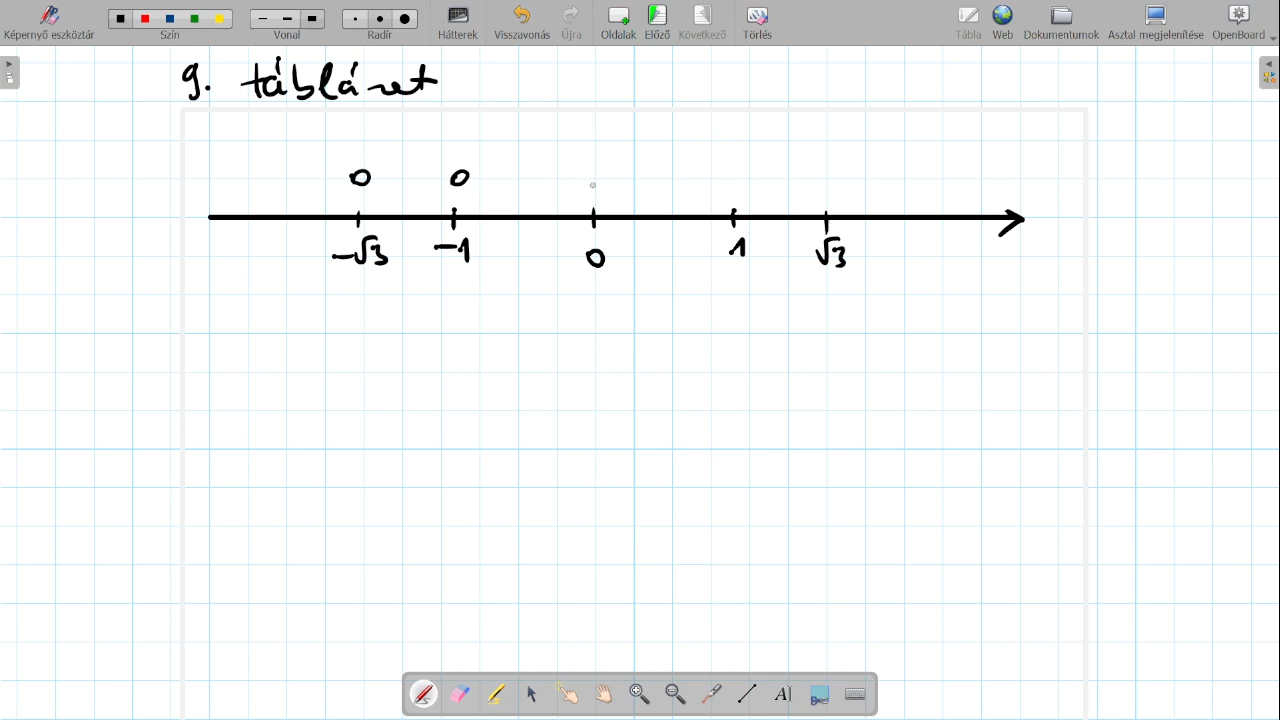 Képernyő eszköztár Szín Vonal Radír Hátterek Visszavonás Újra Oldalak Előző Következő Törlés Tábla Web Dokumentumok Asztal megjelenítése OpenBoard
9. táblázat
0 0
-√3 -1 0 1 √3